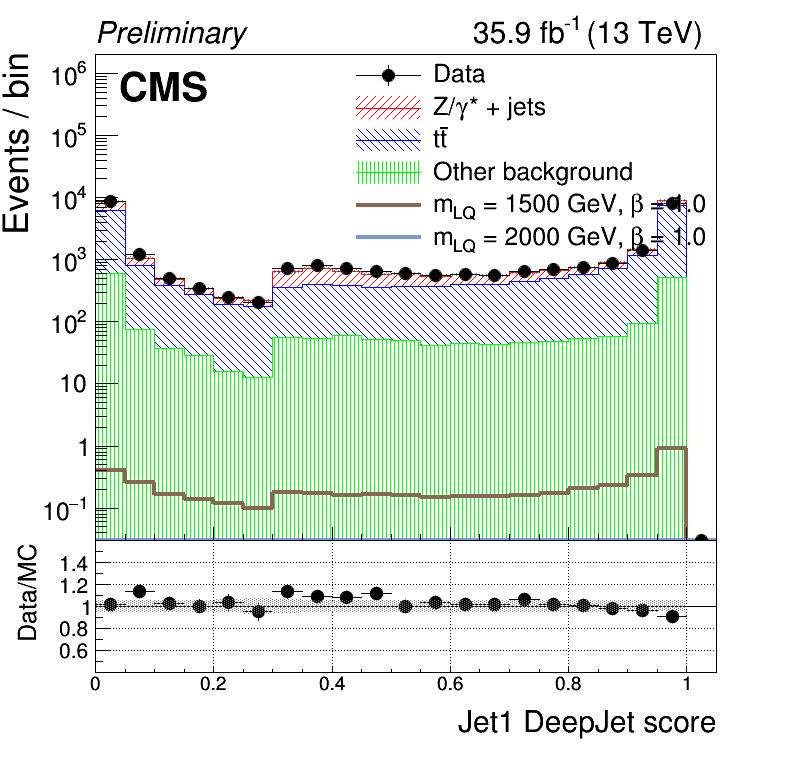 Preliminary 35.9 fb⁻¹ (13 TeV)
CMS
Data
Z/γ* + jets
tt̄
Other background
m_LQ = 1500 GeV, β = 1.0
m_LQ = 2000 GeV, β = 1.0
Events / bin
10⁶
10⁵
10⁴
10³
10²
10
1
10⁻¹
Data/MC
1.4
1.2
1
0.8
0.6
0 0.2 0.4 0.6 0.8 1
Jet1 DeepJet score